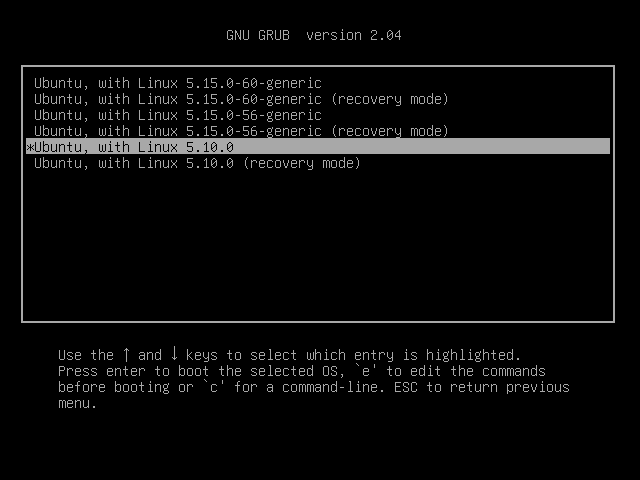 GNU GRUB  version 2.04
Ubuntu, with Linux 5.15.0-60-generic
Ubuntu, with Linux 5.15.0-60-generic (recovery mode)
Ubuntu, with Linux 5.15.0-56-generic
Ubuntu, with Linux 5.15.0-56-generic (recovery mode)
*Ubuntu, with Linux 5.10.0
Ubuntu, with Linux 5.10.0 (recovery mode)
Use the ↑ and ↓ keys to select which entry is highlighted.
Press enter to boot the selected OS, `e' to edit the commands
before booting or `c' for a command-line. ESC to return previous
menu.